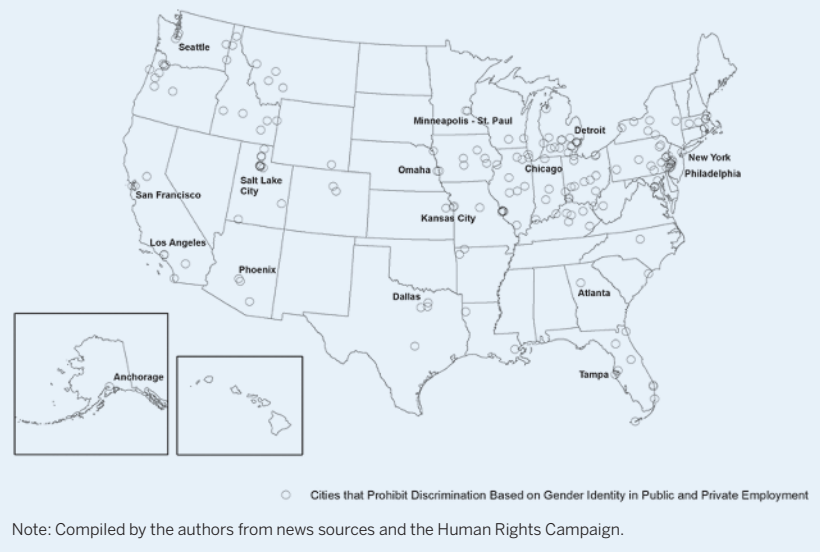 Seattle
Minneapolis - St. Paul
Detroit
New York
Omaha
Chicago
Philadelphia
Salt Lake
City
San Francisco
Kansas City
Los Angeles
Phoenix
Dallas
Atlanta
Anchorage
Tampa
Cities that Prohibit Discrimination Based on Gender Identity in Public and Private Employment
Note: Compiled by the authors from news sources and the Human Rights Campaign.